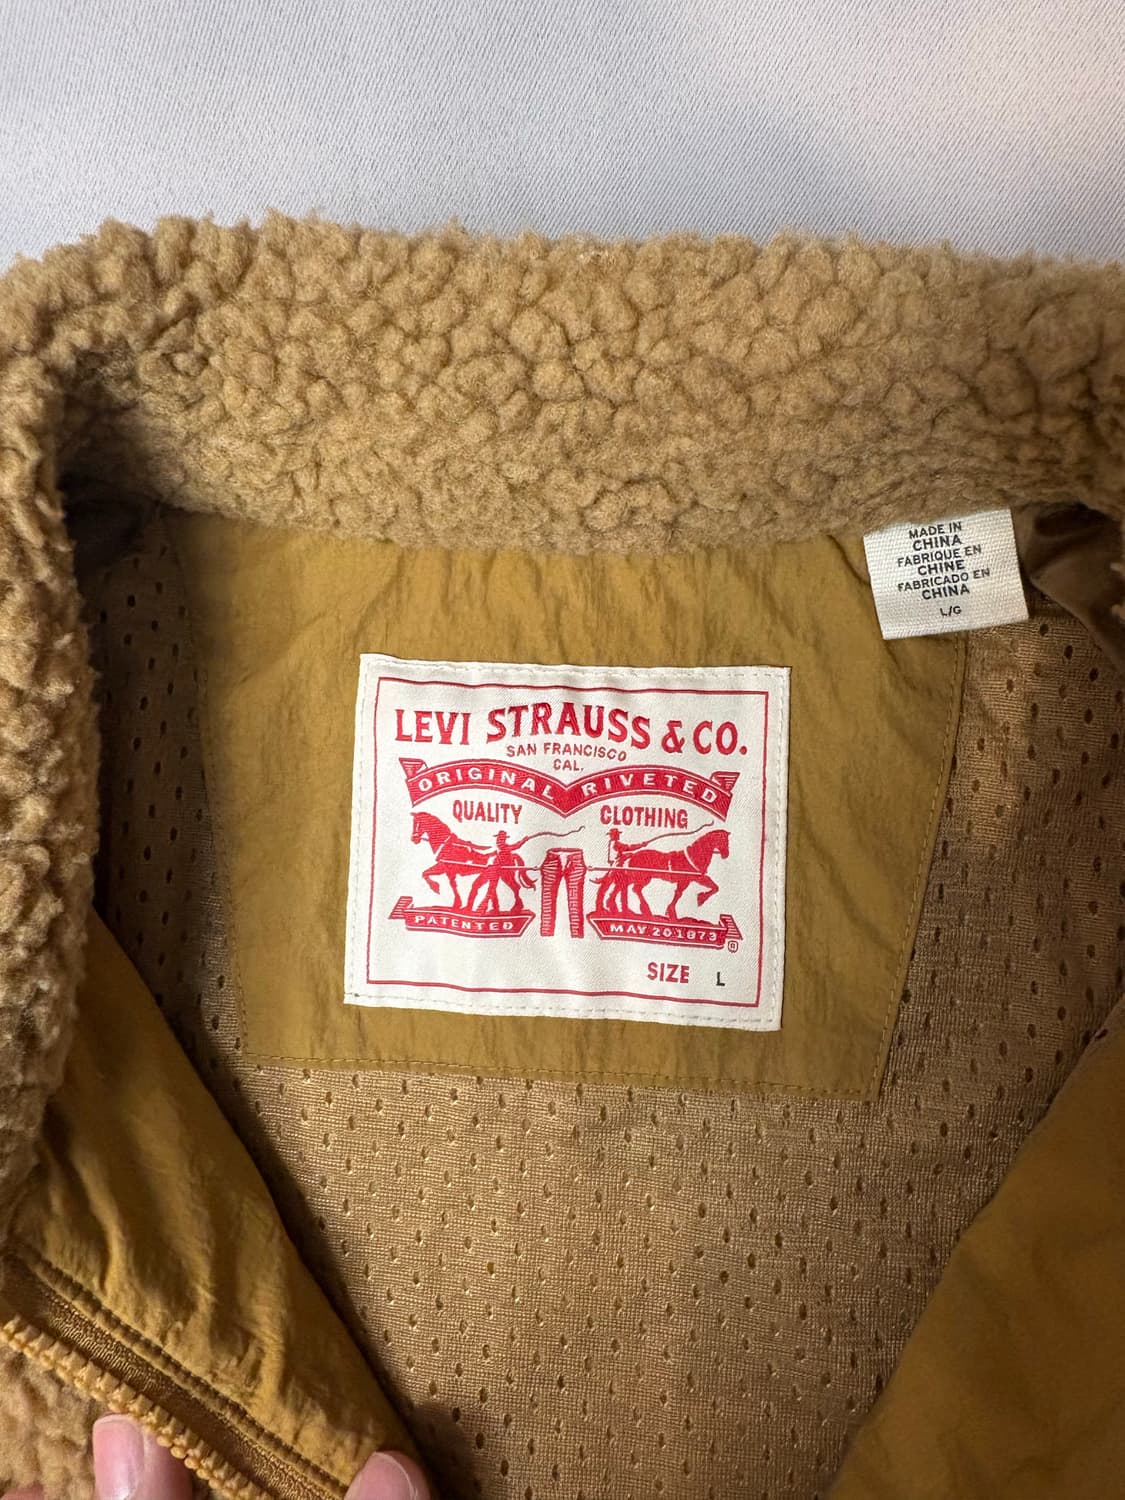 MADE IN
CHINA
FABRIQUE EN
CHINE
FABRICADO EN
CHINA
L/G
LEVI STRAUSS & CO.
SAN FRANCISCO
CAL.
ORIGINAL RIVETED
QUALITY CLOTHING
PATENTED MAY 20 1873
®
SIZE L